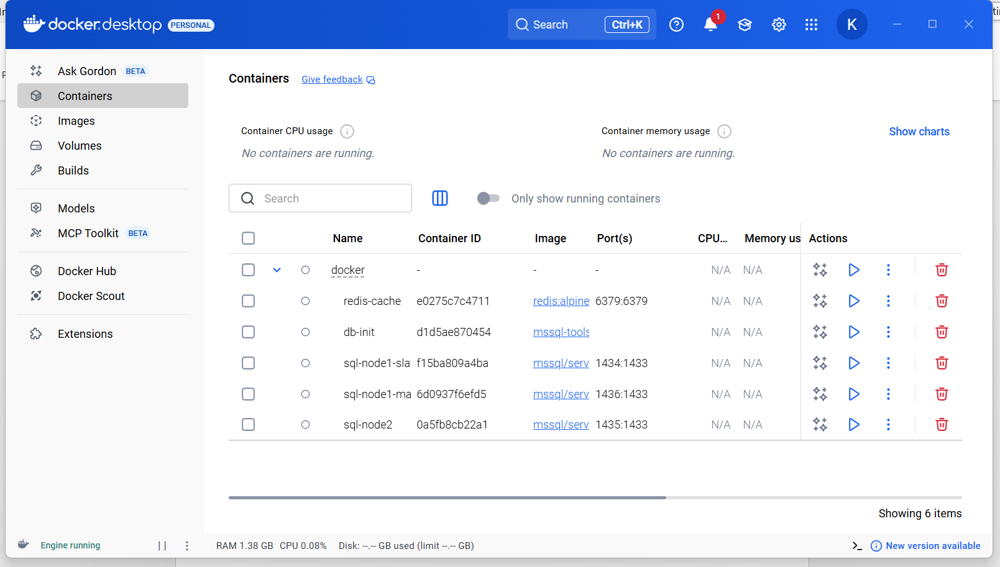 docker.desktop PERSONAL
Search Ctrl+K
1
K
Ask Gordon BETA
Containers
Images
Volumes
Builds
Models
MCP Toolkit BETA
Docker Hub
Docker Scout
Extensions
Containers Give feedback
Container CPU usage
No containers are running.
Container memory usage
No containers are running.
Show charts
Search
Only show running containers
Name Container ID Image Port(s) CPU... Memory us Actions
docker - - - N/A N/A
redis-cache e0275c7c4711 redis:alpine 6379:6379 N/A N/A
db-init d1d5ae870454 mssql-tools N/A N/A
sql-node1-sla f15ba809a4ba mssql/serv 1434:1433 N/A N/A
sql-node1-ma 6d0937f6efd5 mssql/serv 1436:1433 N/A N/A
sql-node2 0a5fb8cb22a1 mssql/serv 1435:1433 N/A N/A
Showing 6 items
Engine running
RAM 1.38 GB CPU 0.08% Disk: --.-- GB used (limit --.-- GB)
New version available